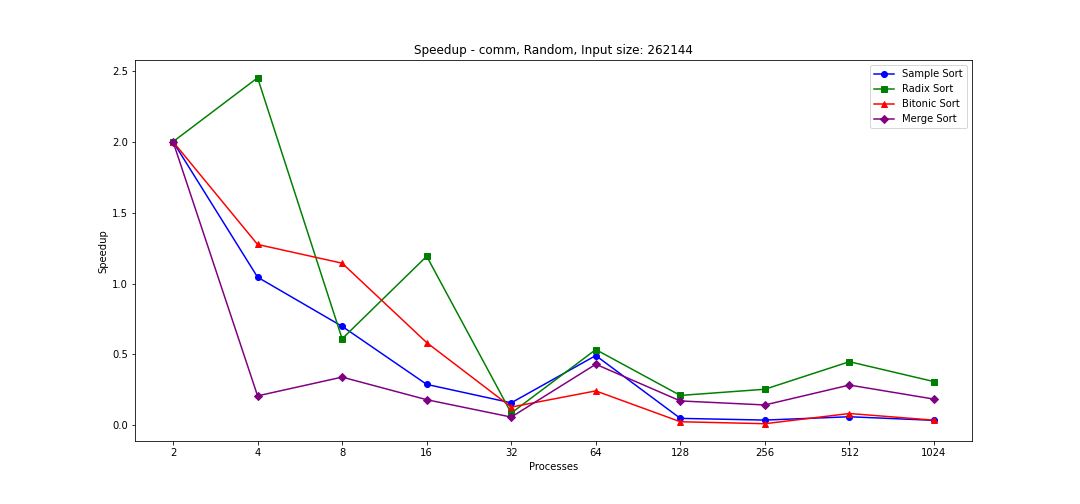 Speedup - comm, Random, Input size: 262144
Sample Sort
Radix Sort
Bitonic Sort
Merge Sort
2.5
2.0
1.5
1.0
0.5
0.0
Speedup
2 4 8 16 32 64 128 256 512 1024
Processes